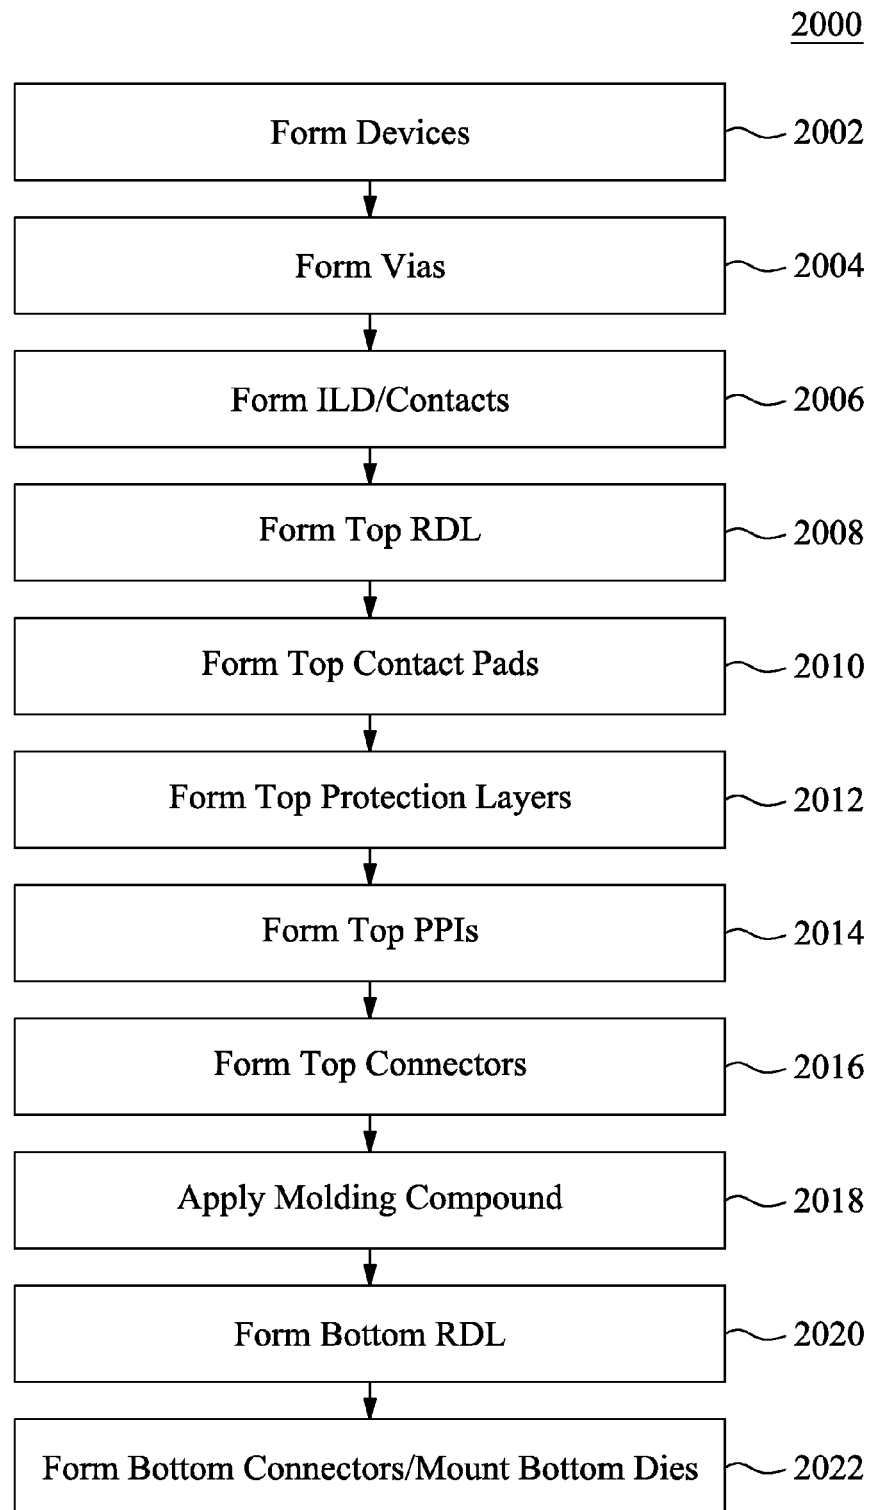 2000
Form Devices
2002
Form Vias
2004
Form ILD/Contacts
2006
Form Top RDL
2008
Form Top Contact Pads
2010
Form Top Protection Layers
2012
Form Top PPIs
2014
Form Top Connectors
2016
Apply Molding Compound
2018
Form Bottom RDL
2020
Form Bottom Connectors/Mount Bottom Dies
2022